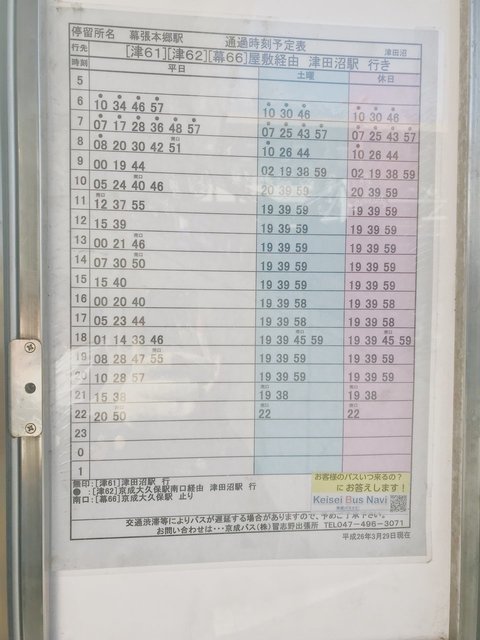 停留所名 幕張本郷駅 通過時刻予定表
行先 [津61][津62][幕66]屋敷経由 津田沼駅 行き 津田沼
時刻 平日 土曜 休日
5
6 10 34 46 57 10 30 46 10 30 46
7 07 17 28 36 48 57 07 25 43 57 07 25 43 57
8 08 20 30 42 51 10 26 44 10 26 44
9 00 19 44 02 19 38 59 02 19 38 59
10 05 24 40 46 20 39 59 20 39 59
11 12 37 55 19 39 59 19 39 59
12 15 39 19 39 59 19 39 59
13 00 21 46 19 39 59 19 39 59
14 07 30 50 19 39 59 19 39 59
15 15 40 19 39 59 19 39 59
16 00 20 40 19 39 58 19 39 58
17 05 23 44 19 39 58 19 39 58
18 01 14 33 46 19 39 45 59 19 39 45 59
19 08 28 47 55 19 39 59 19 39 59
20 10 28 57 19 39 59 19 39 59
21 15 38 19 38 19 38
22 20 50 22 22
23
0
1
無印:[津61]津田沼駅 行
● :[津62]京成大久保駅南口経由 津田沼駅 行
南口:[幕66]京成大久保駅 止り
お客様のバスいつ来るの？
にお答えします！
Keisei Bus Navi
交通渋滞等によりバスが遅延する場合がありますので、予めご了承下さい。
お問い合わせは・・・京成バス(株)習志野出張所 TEL047-495-3071
平成26年3月29日現在